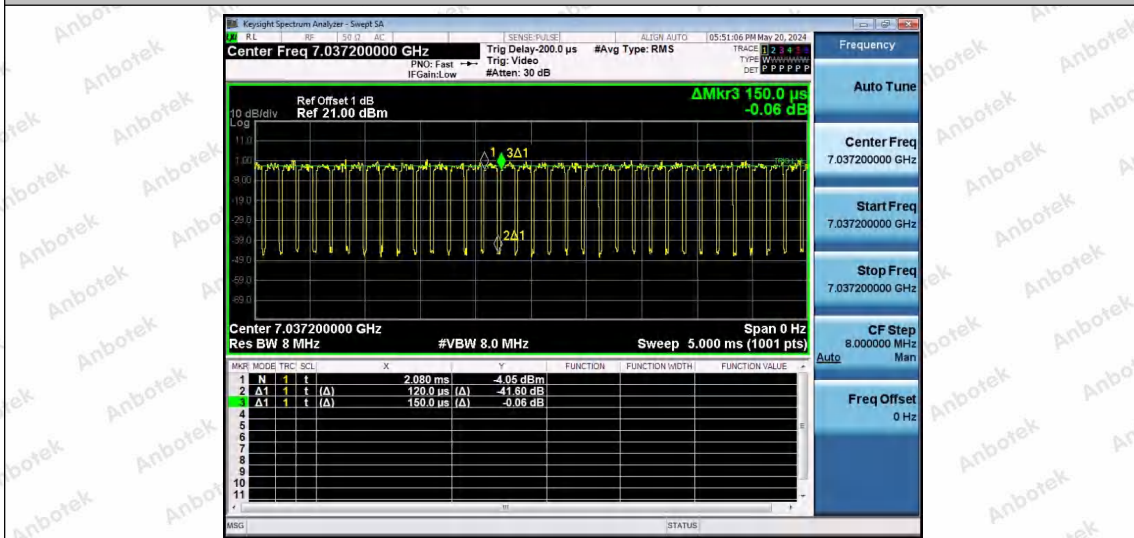 Keysight Spectrum Analyzer - Swept SA
RL RF 50 Ω AC SENSE:PULSE ALIGN AUTO 05:51:06 PM May 20, 2024
Center Freq 7.037200000 GHz
PNO: Fast
IFGain:Low
Trig Delay-200.0 µs
Trig: Video
#Atten: 30 dB
#Avg Type: RMS
TRACE 1 2 3 4 5 6
TYPE WWWWWW
DET P P P P P P
ΔMkr3 150.0 µs
-0.06 dB
Ref Offset 1 dB
10 dB/div Ref 21.00 dBm
Log
11.0
1.00
-9.00
-19.0
-29.0
-39.0
-49.0
-59.0
-69.0
1
3Δ1
2Δ1
Center 7.037200000 GHz Span 0 Hz
Res BW 8 MHz #VBW 8.0 MHz Sweep 5.000 ms (1001 pts)
MKR MODE TRC SCL X Y FUNCTION FUNCTION WIDTH FUNCTION VALUE
1 N 1 t 2.080 ms -4.05 dBm
2 Δ1 1 t (Δ) 120.0 µs (Δ) -41.60 dB
3 Δ1 1 t (Δ) 150.0 µs (Δ) -0.06 dB
4
5
6
7
8
9
10
11
MSG STATUS
Frequency
Auto Tune
Center Freq
7.037200000 GHz
Start Freq
7.037200000 GHz
Stop Freq
7.037200000 GHz
CF Step
8.000000 MHz
Auto Man
Freq Offset
0 Hz
Anbotek